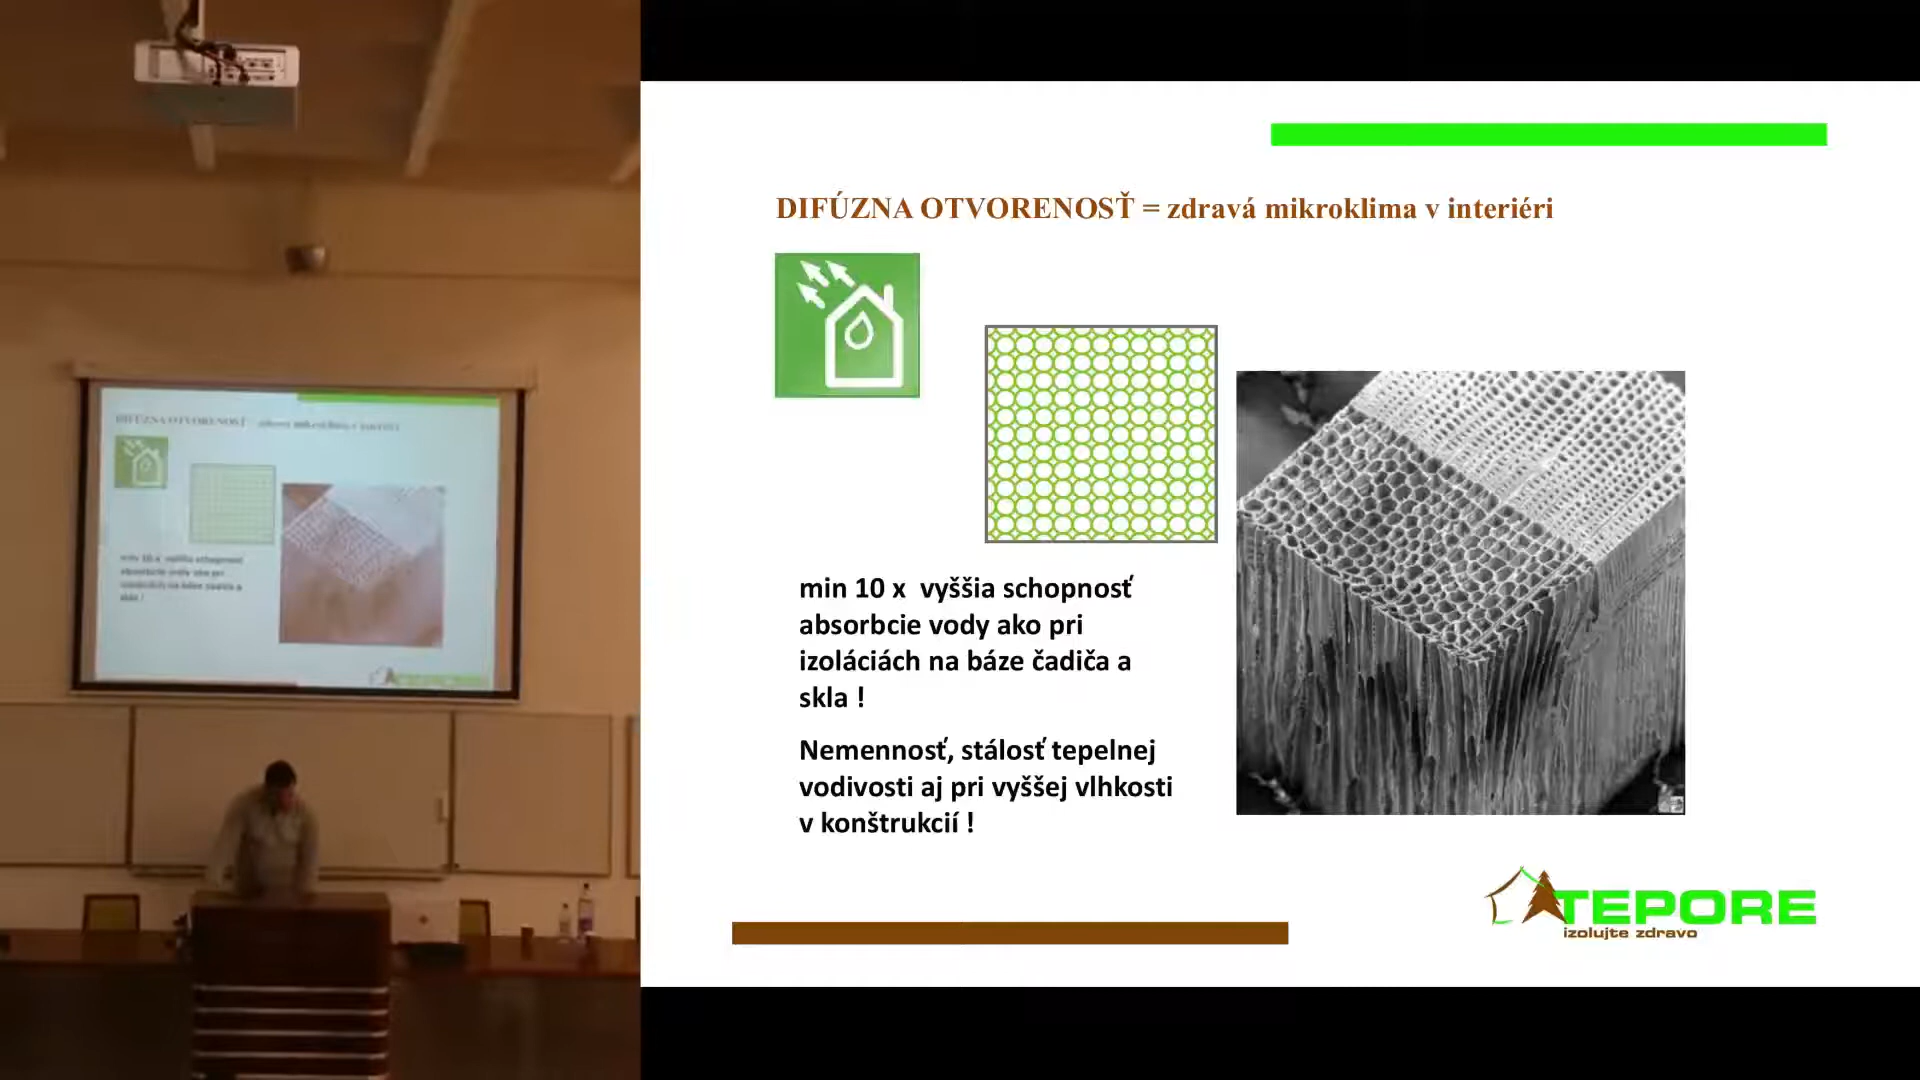 DIFÚZNA OTVORENOSŤ = zdravá mikroklima v interiéri
min 10 x vyššia schopnosť
absorbcie vody ako pri
izoláciách na báze čadiča a
skla !
Nemennosť, stálosť tepelnej
vodivosti aj pri vyššej vlhkosti
v konštrukcií !
TEPORE
izolujte zdravo